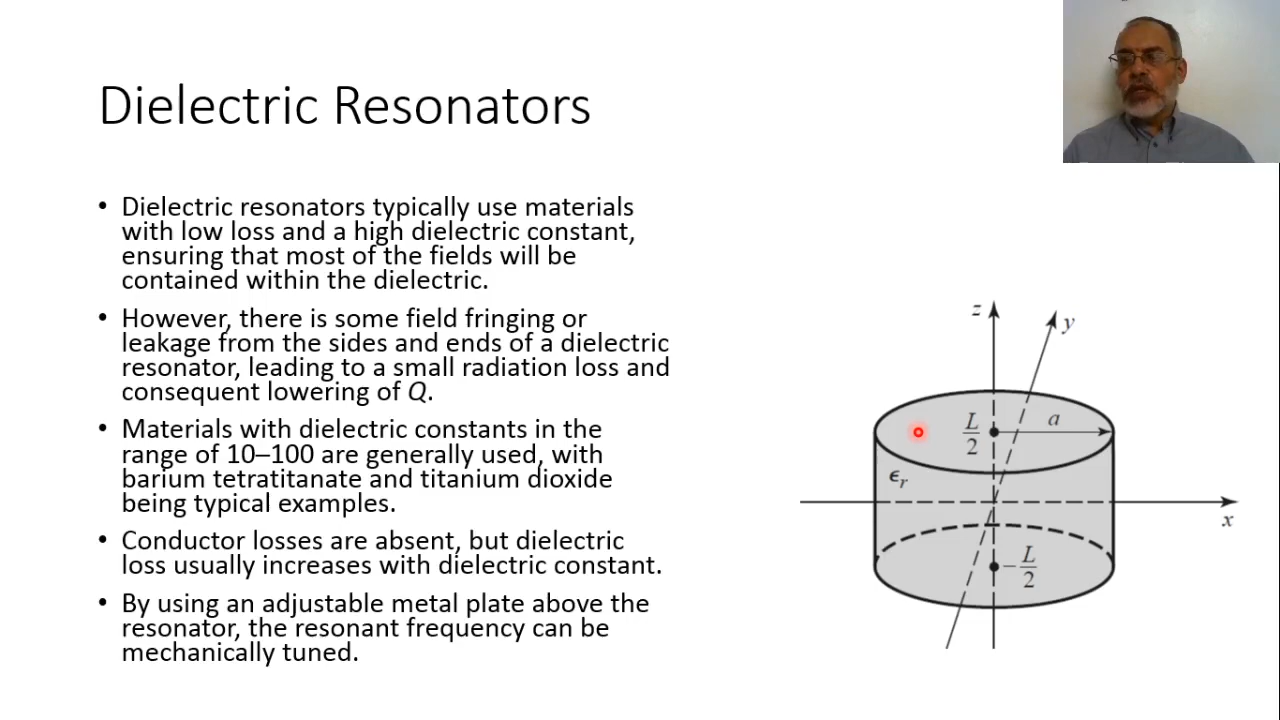 Dielectric Resonators
• Dielectric resonators typically use materials
with low loss and a high dielectric constant,
ensuring that most of the fields will be
contained within the dielectric.
• However, there is some field fringing or
leakage from the sides and ends of a dielectric
resonator, leading to a small radiation loss and
consequent lowering of Q.
• Materials with dielectric constants in the
range of 10–100 are generally used, with
barium tetratitanate and titanium dioxide
being typical examples.
• Conductor losses are absent, but dielectric
loss usually increases with dielectric constant.
• By using an adjustable metal plate above the
resonator, the resonant frequency can be
mechanically tuned.
z
y
L/2
a
ϵr
x
-L/2